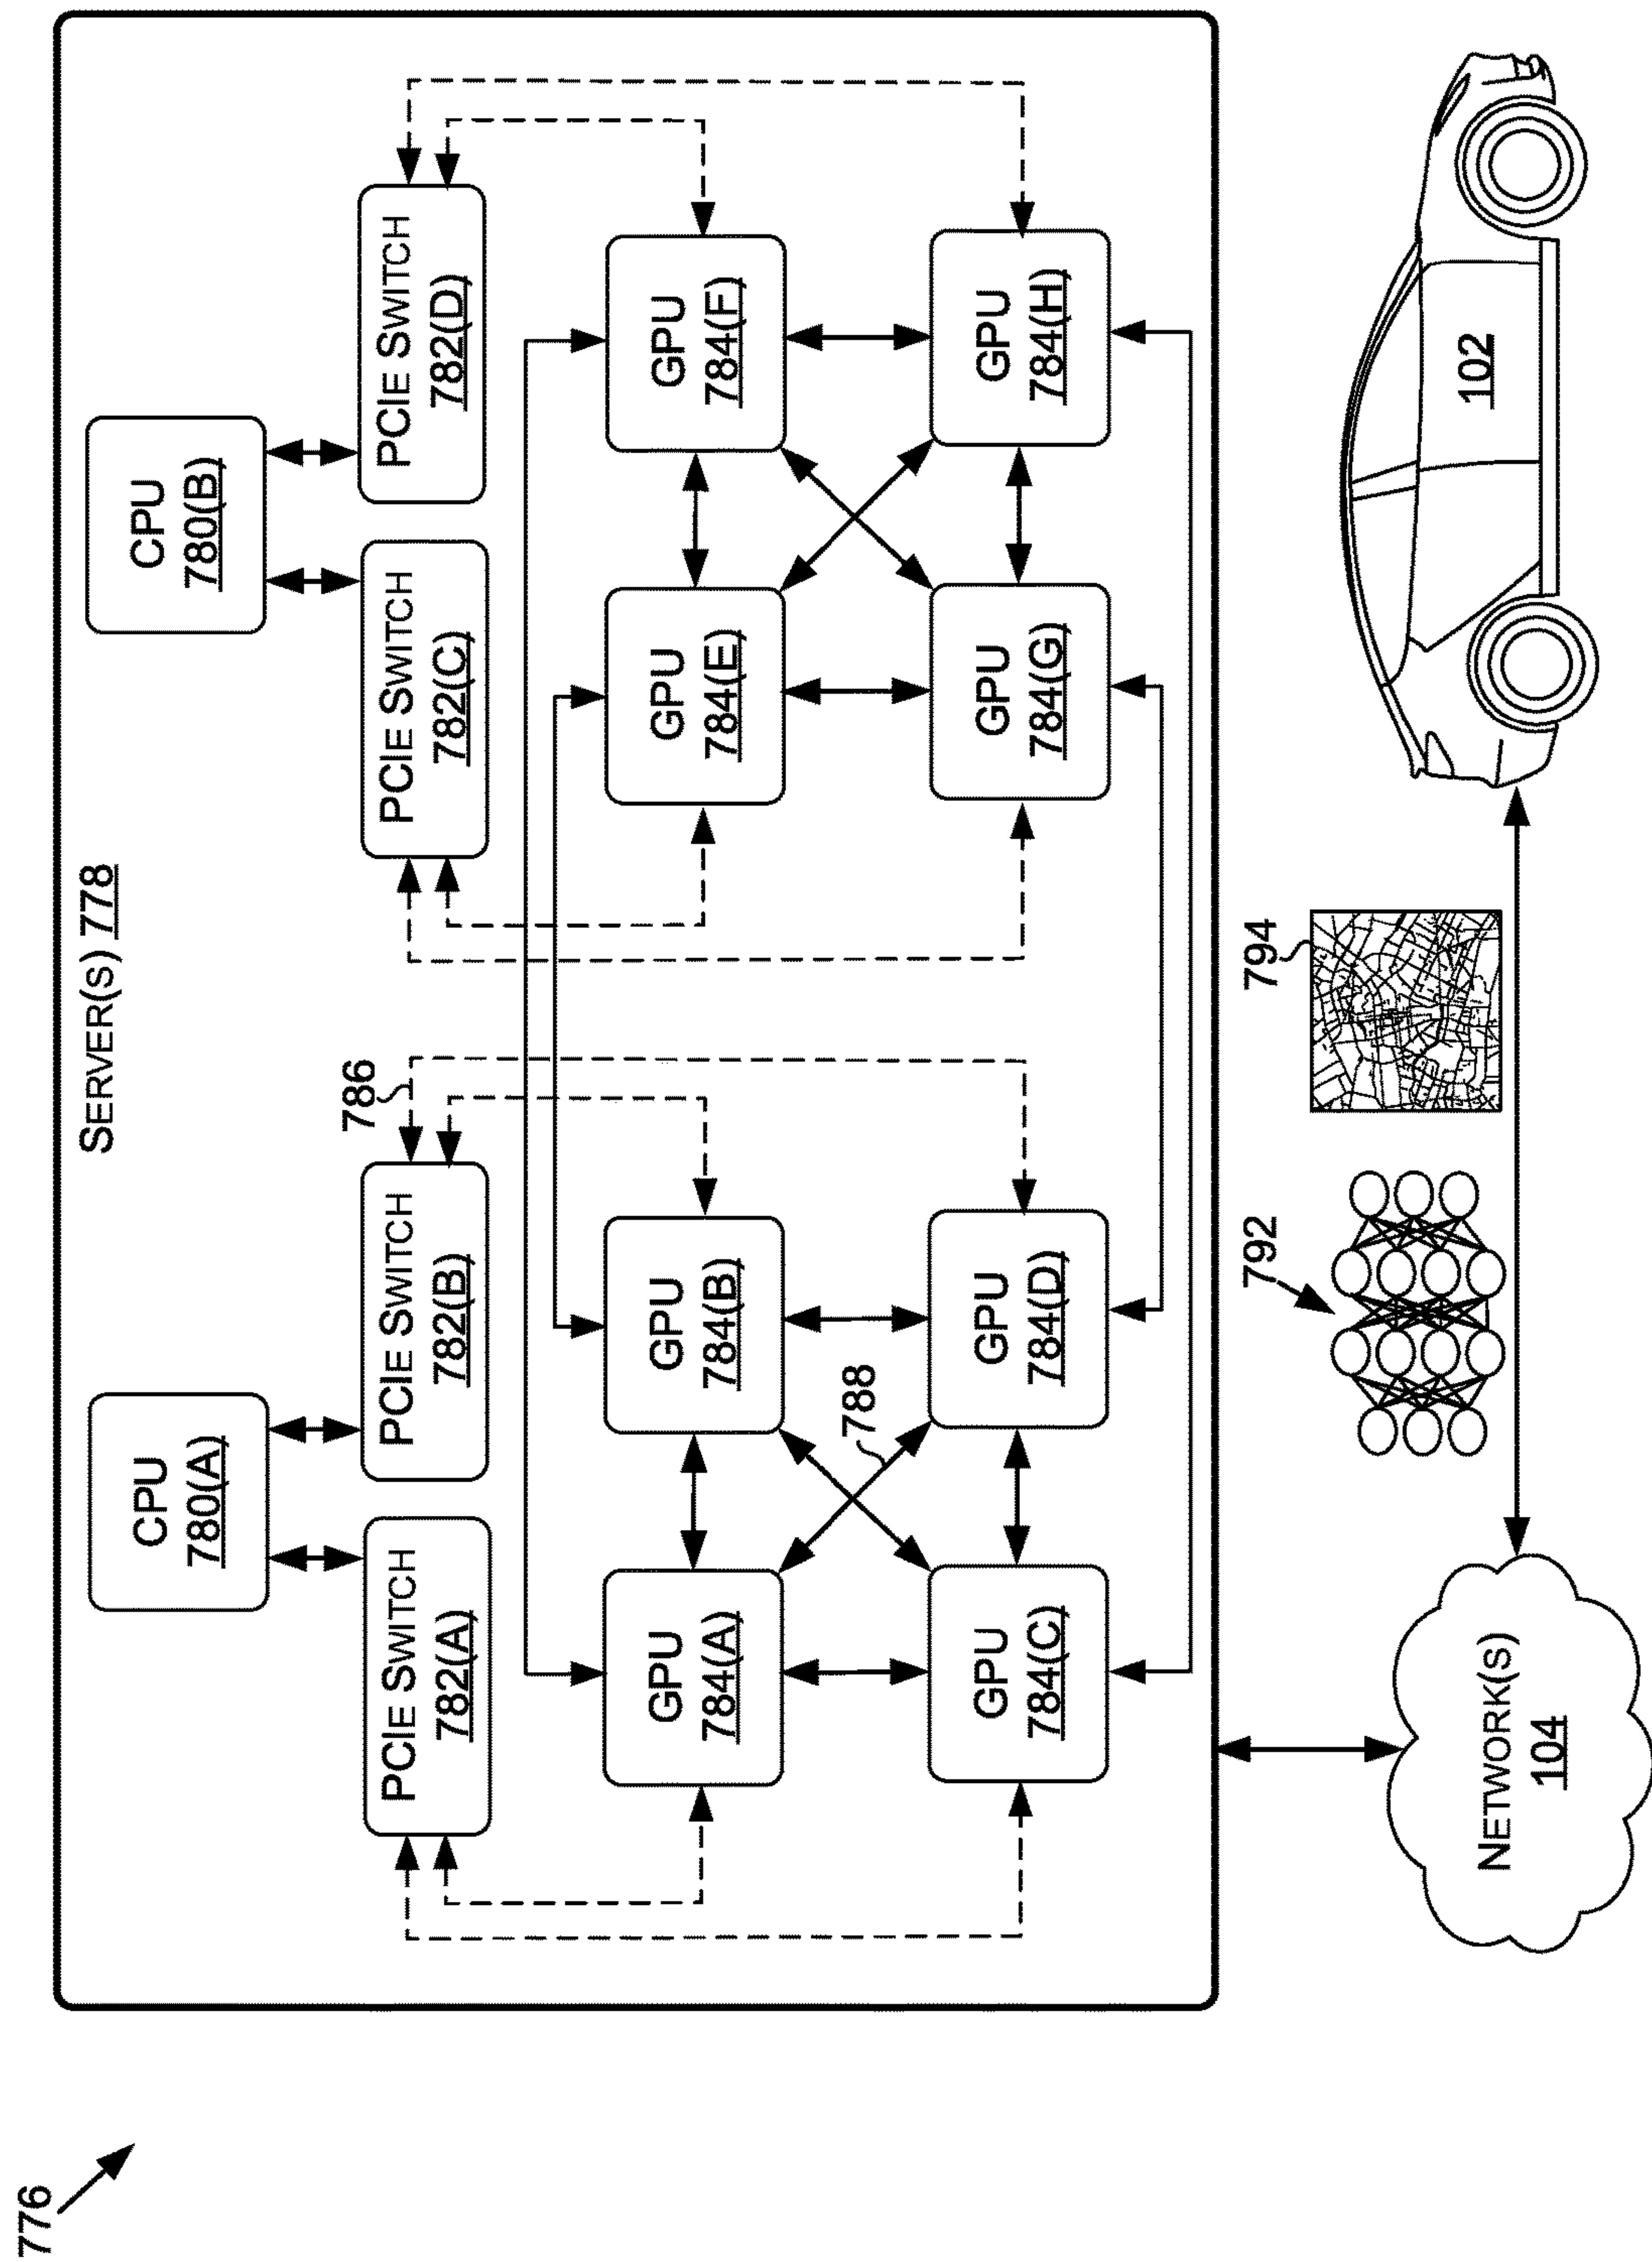 776
SERVER(S) 778
CPU
780(A)
CPU
780(B)
PCIE SWITCH
782(A)
PCIE SWITCH
782(B)
786
PCIE SWITCH
782(C)
PCIE SWITCH
782(D)
GPU
784(A)
GPU
784(B)
GPU
784(E)
GPU
784(F)
788
GPU
784(C)
GPU
784(D)
GPU
784(G)
GPU
784(H)
NETWORK(S)
104
792
794
102